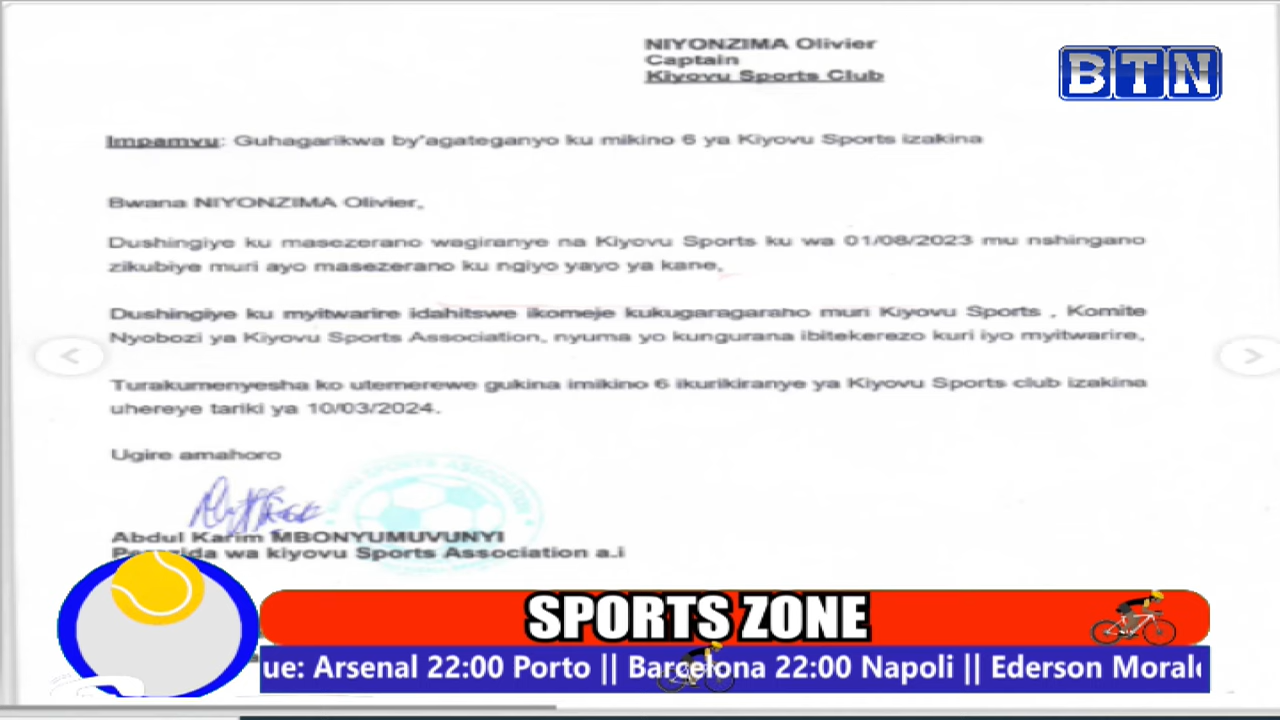 NIYONZIMA Olivier
Captain
Kiyovu Sports Club
BTN
Impamvu: Guhagarikwa by'agateganyo ku mikino 6 ya Kiyovu Sports izakina
Bwana NIYONZIMA Olivier,
Dushingiye ku masezerano wagiranye na Kiyovu Sports ku wa 01/08/2023 mu nshingano
zikubiye muri ayo masezerano ku ngiyo yayo ya kane,
Dushingiye ku myitwarire idahitswe ikomeje kukugaragaraho muri Kiyovu Sports , Komite
Nyobozi ya Kiyovu Sports Association, nyuma yo kungurana ibitekerezo kuri iyo myitwarire,
Turakumenyesha ko utemerewe gukina imikino 6 ikurikiranye ya Kiyovu Sports club izakina
uhereye tariki ya 10/03/2024.
Ugire amahoro
SPORTS ASSOCIATION
Abdul Karim MBONYUMUVUNYI
wa kiyovu Sports Association a.i
SPORTS ZONE
ue: Arsenal 22:00 Porto || Barcelona 22:00 Napoli || Ederson Morale